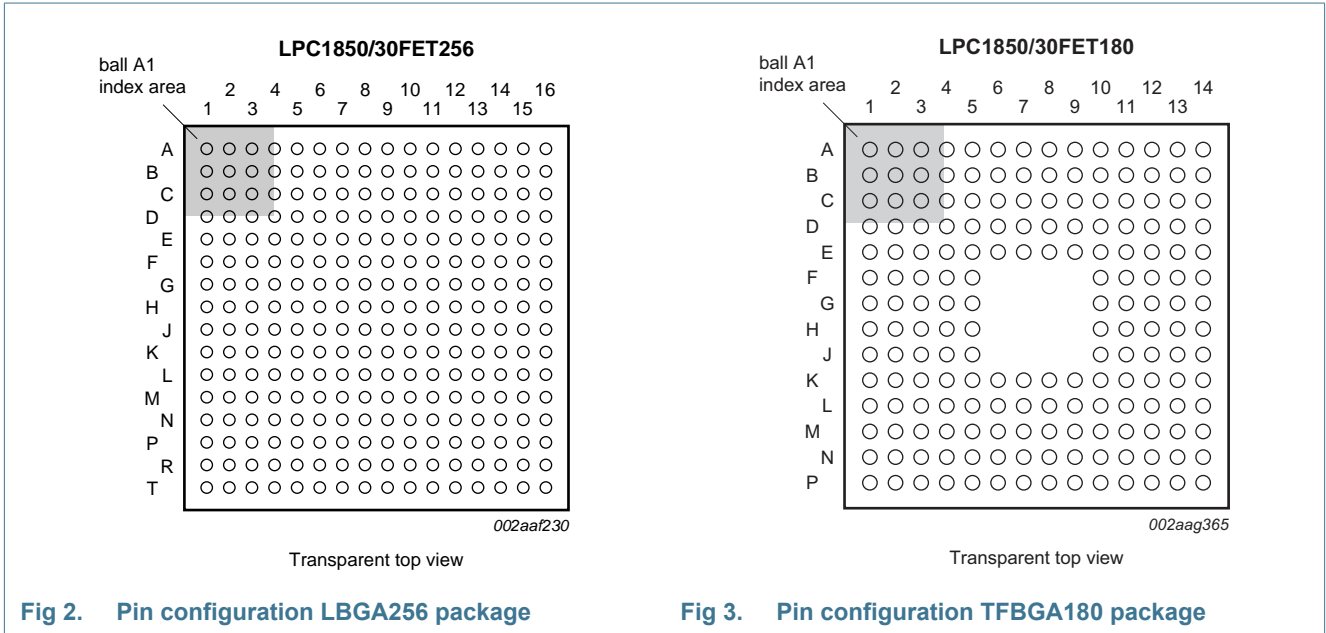 LPC1850/30FET256
ball A1
index area
2 4 6 8 10 12 14 16
1 3 5 7 9 11 13 15
A
B
C
D
E
F
G
H
J
K
L
M
N
P
R
T
002aaf230
Transparent top view
Fig 2. Pin configuration LBGA256 package
LPC1850/30FET180
ball A1
index area
2 4 6 8 10 12 14
1 3 5 7 9 11 13
A
B
C
D
E
F
G
H
J
K
L
M
N
P
002aag365
Transparent top view
Fig 3. Pin configuration TFBGA180 package